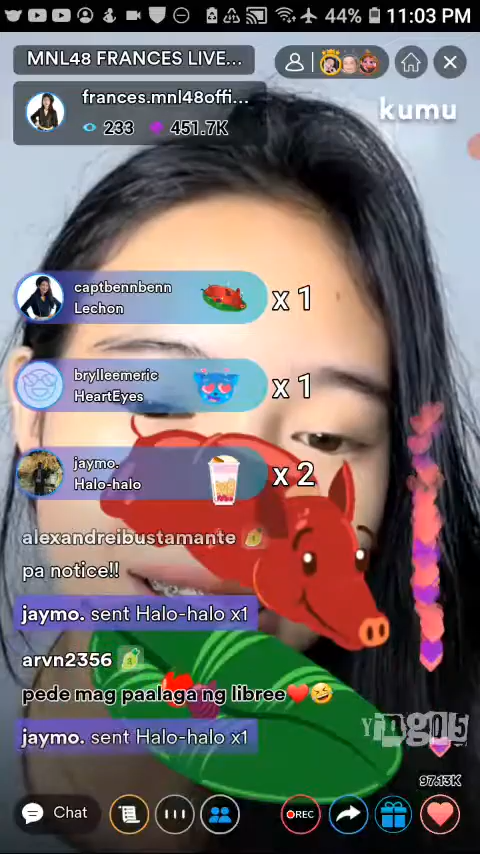 44% 11:03 PM
MNL48 FRANCES LIVE...
frances.mnl48offi...
233 451.7K
kumu
captbennbenn
Lechon
x 1
brylleemeric
HeartEyes
x 1
jaymo.
Halo-halo
x 2
alexandreibustamante
pa notice!!
jaymo. sent Halo-halo x1
arvn2356
pede mag paalaga ng libree❤️😆
jaymo. sent Halo-halo x1
Yingo15
97.13K
Chat
REC